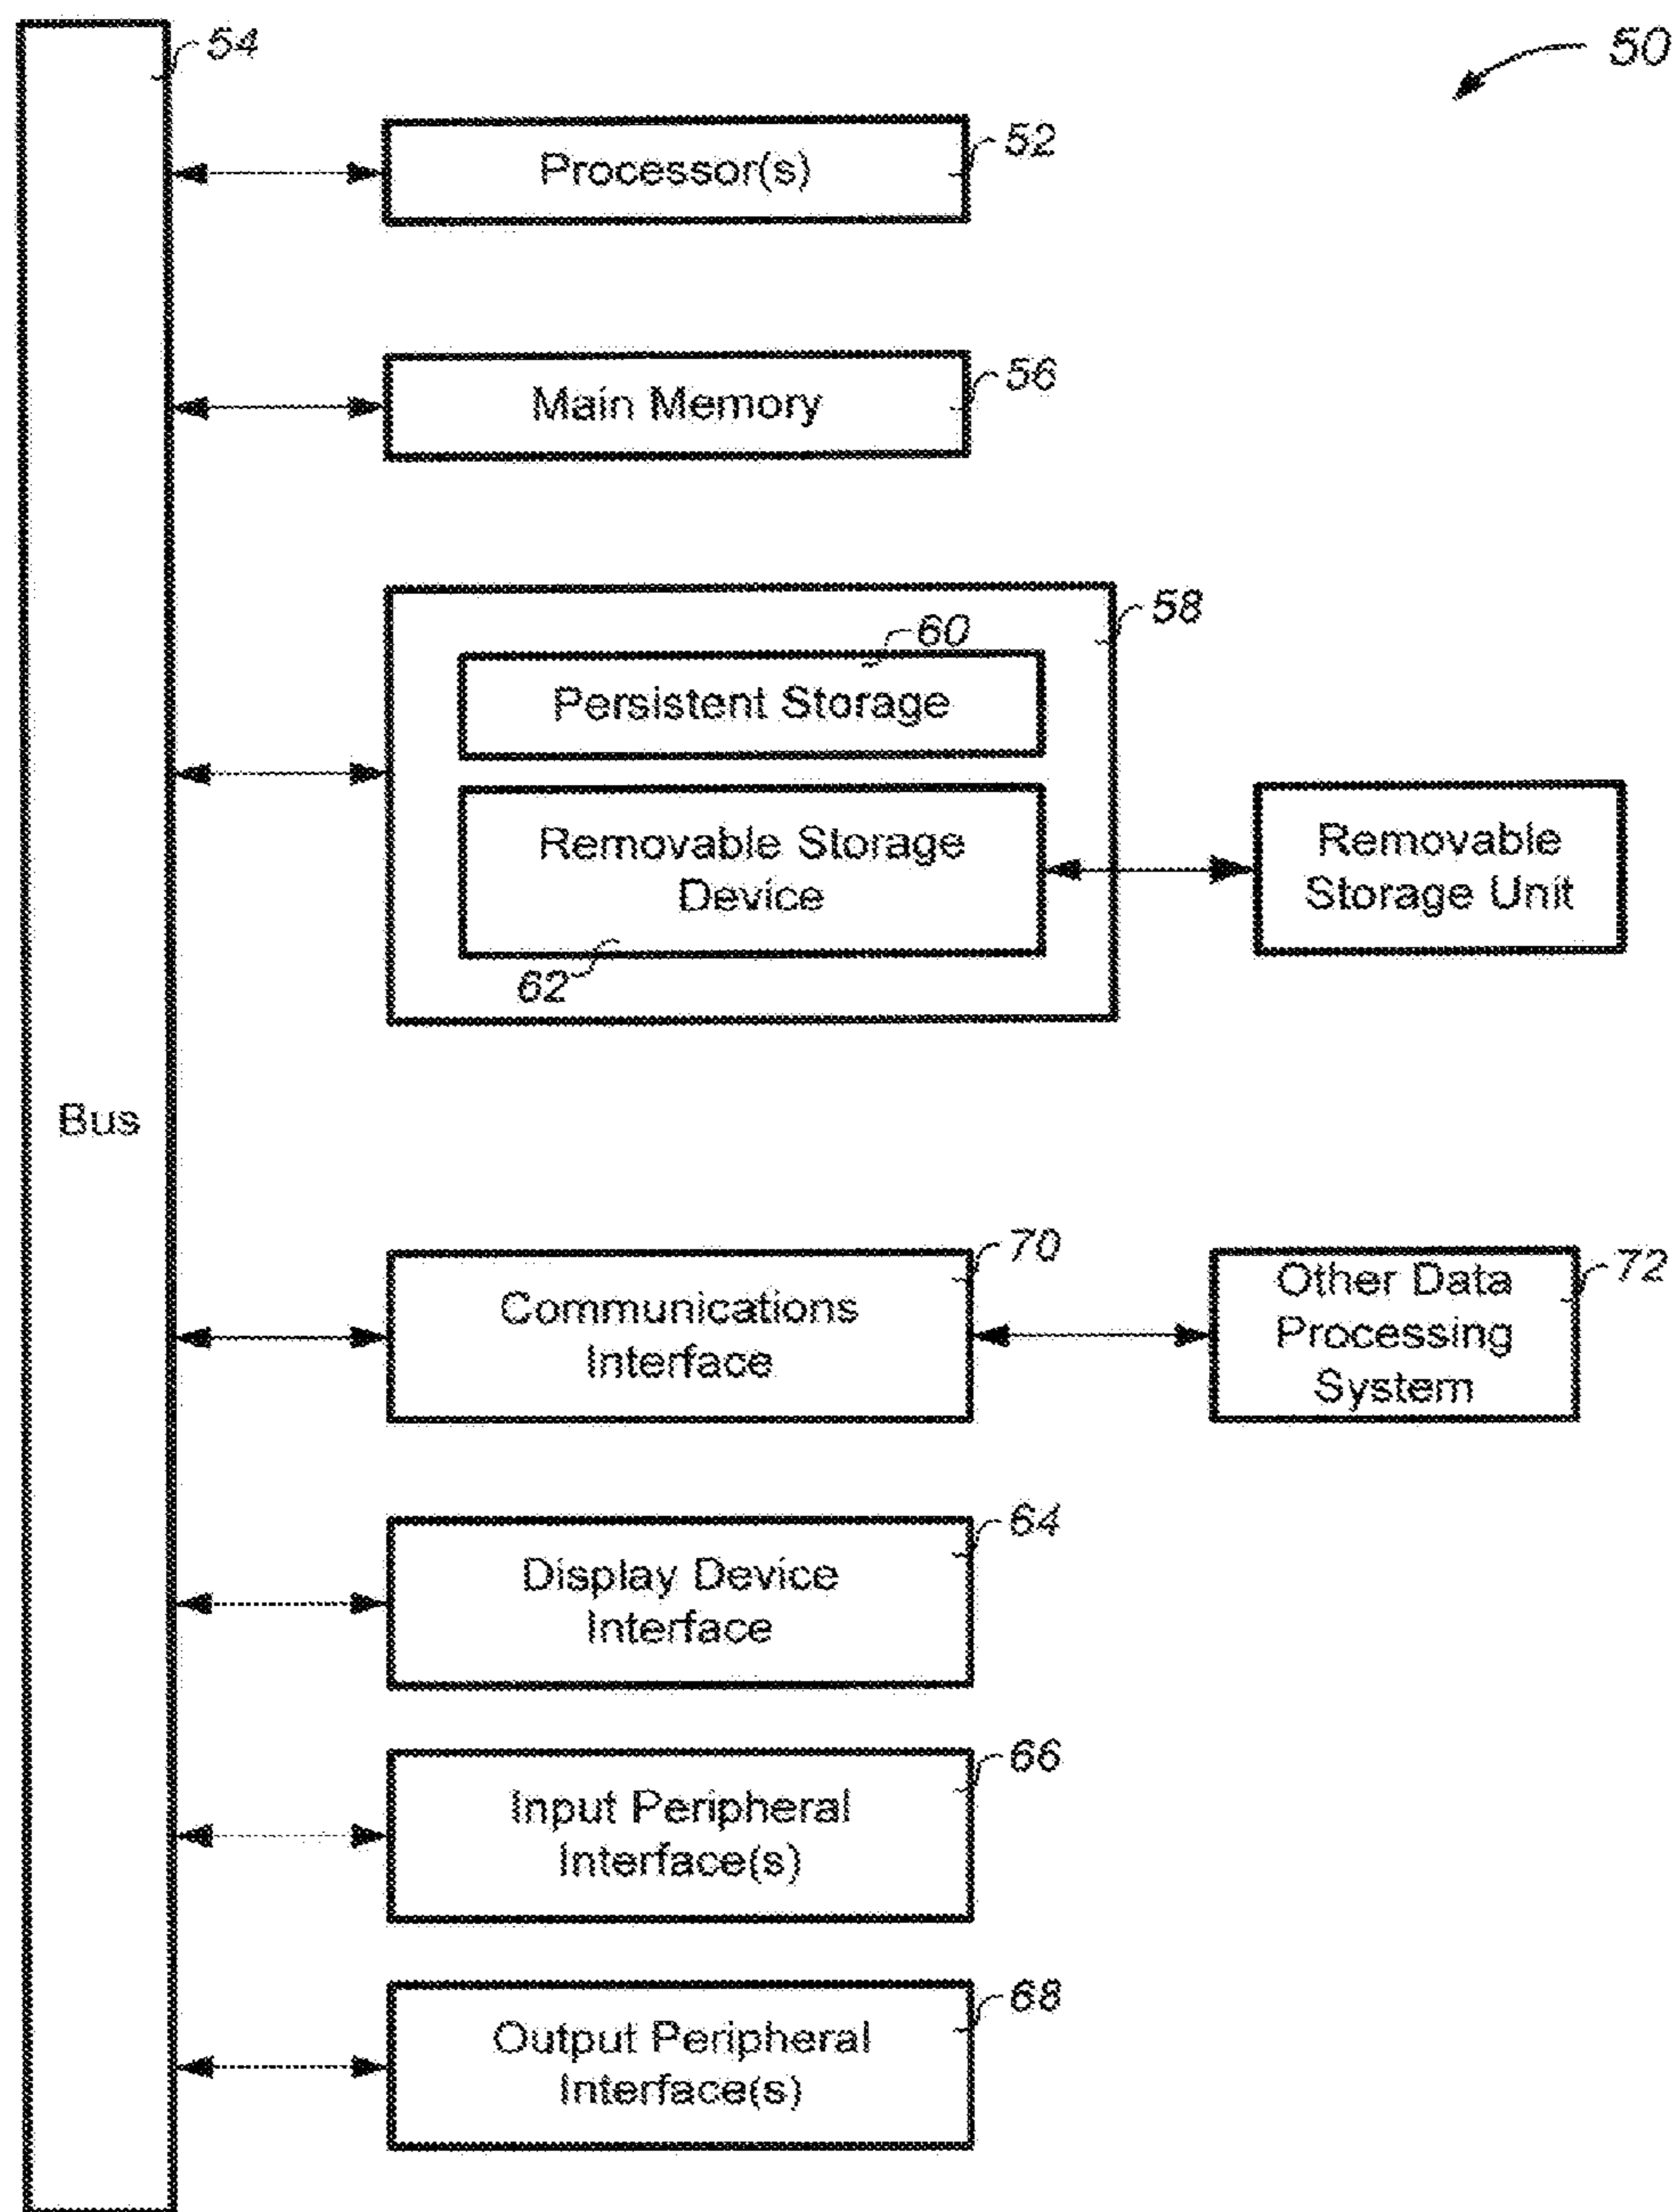 54
50
Processor(s)
52
Main Memory
56
58
60
Persistent Storage
Removable Storage
Device
62
Removable
Storage Unit
Bus
70
Communications
Interface
Other Data
Processing
System
72
64
Display Device
Interface
66
Input Peripheral
Interface(s)
68
Output Peripheral
Interface(s)